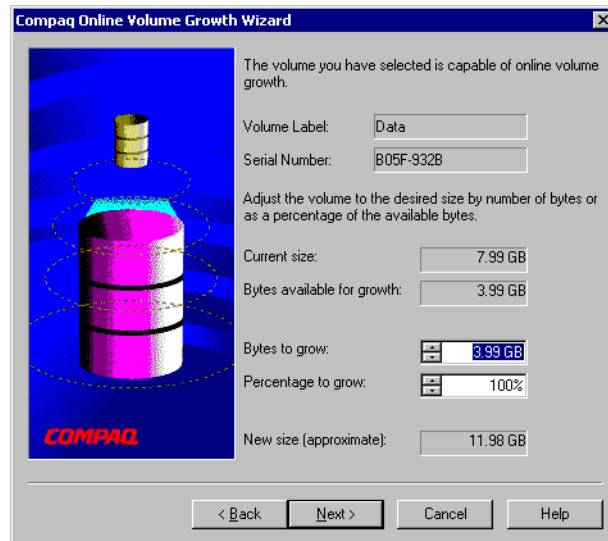 Compaq Online Volume Growth Wizard
The volume you have selected is capable of online volume
growth.
Volume Label: Data
Serial Number: B05F-932B
Adjust the volume to the desired size by number of bytes or
as a percentage of the available bytes.
Current size: 7.99 GB
Bytes available for growth: 3.99 GB
Bytes to grow: 3.99 GB
Percentage to grow: 100%
COMPAQ
New size (approximate): 11.98 GB
< Back Next > Cancel Help